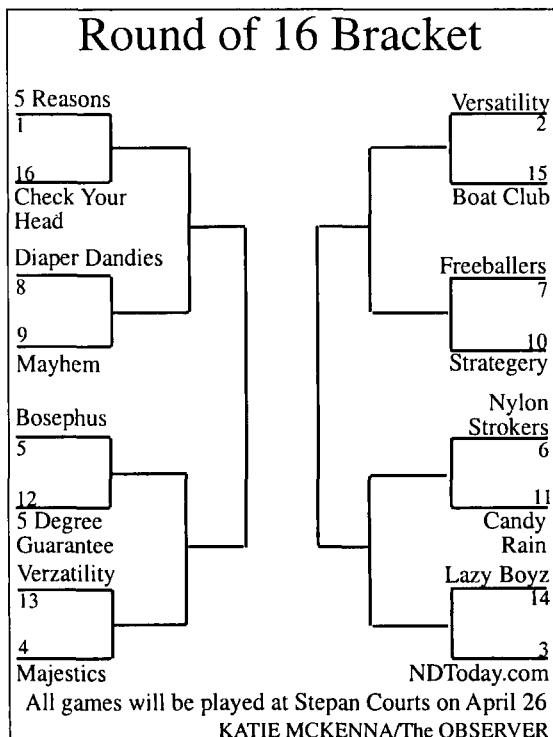 Round of 16 Bracket
5 Reasons
1
16
Check Your
Head
Diaper Dandies
8
9
Mayhem
Bosephus
5
12
5 Degree
Guarantee
Verzatility
13
4
Majestics
Versatility
2
15
Boat Club
Freeballers
7
10
Strategery
Nylon
Strokers
6
11
Candy
Rain
Lazy Boyz
14
3
NDToday.com
All games will be played at Stepan Courts on April 26
KATIE MCKENNA/The OBSERVER